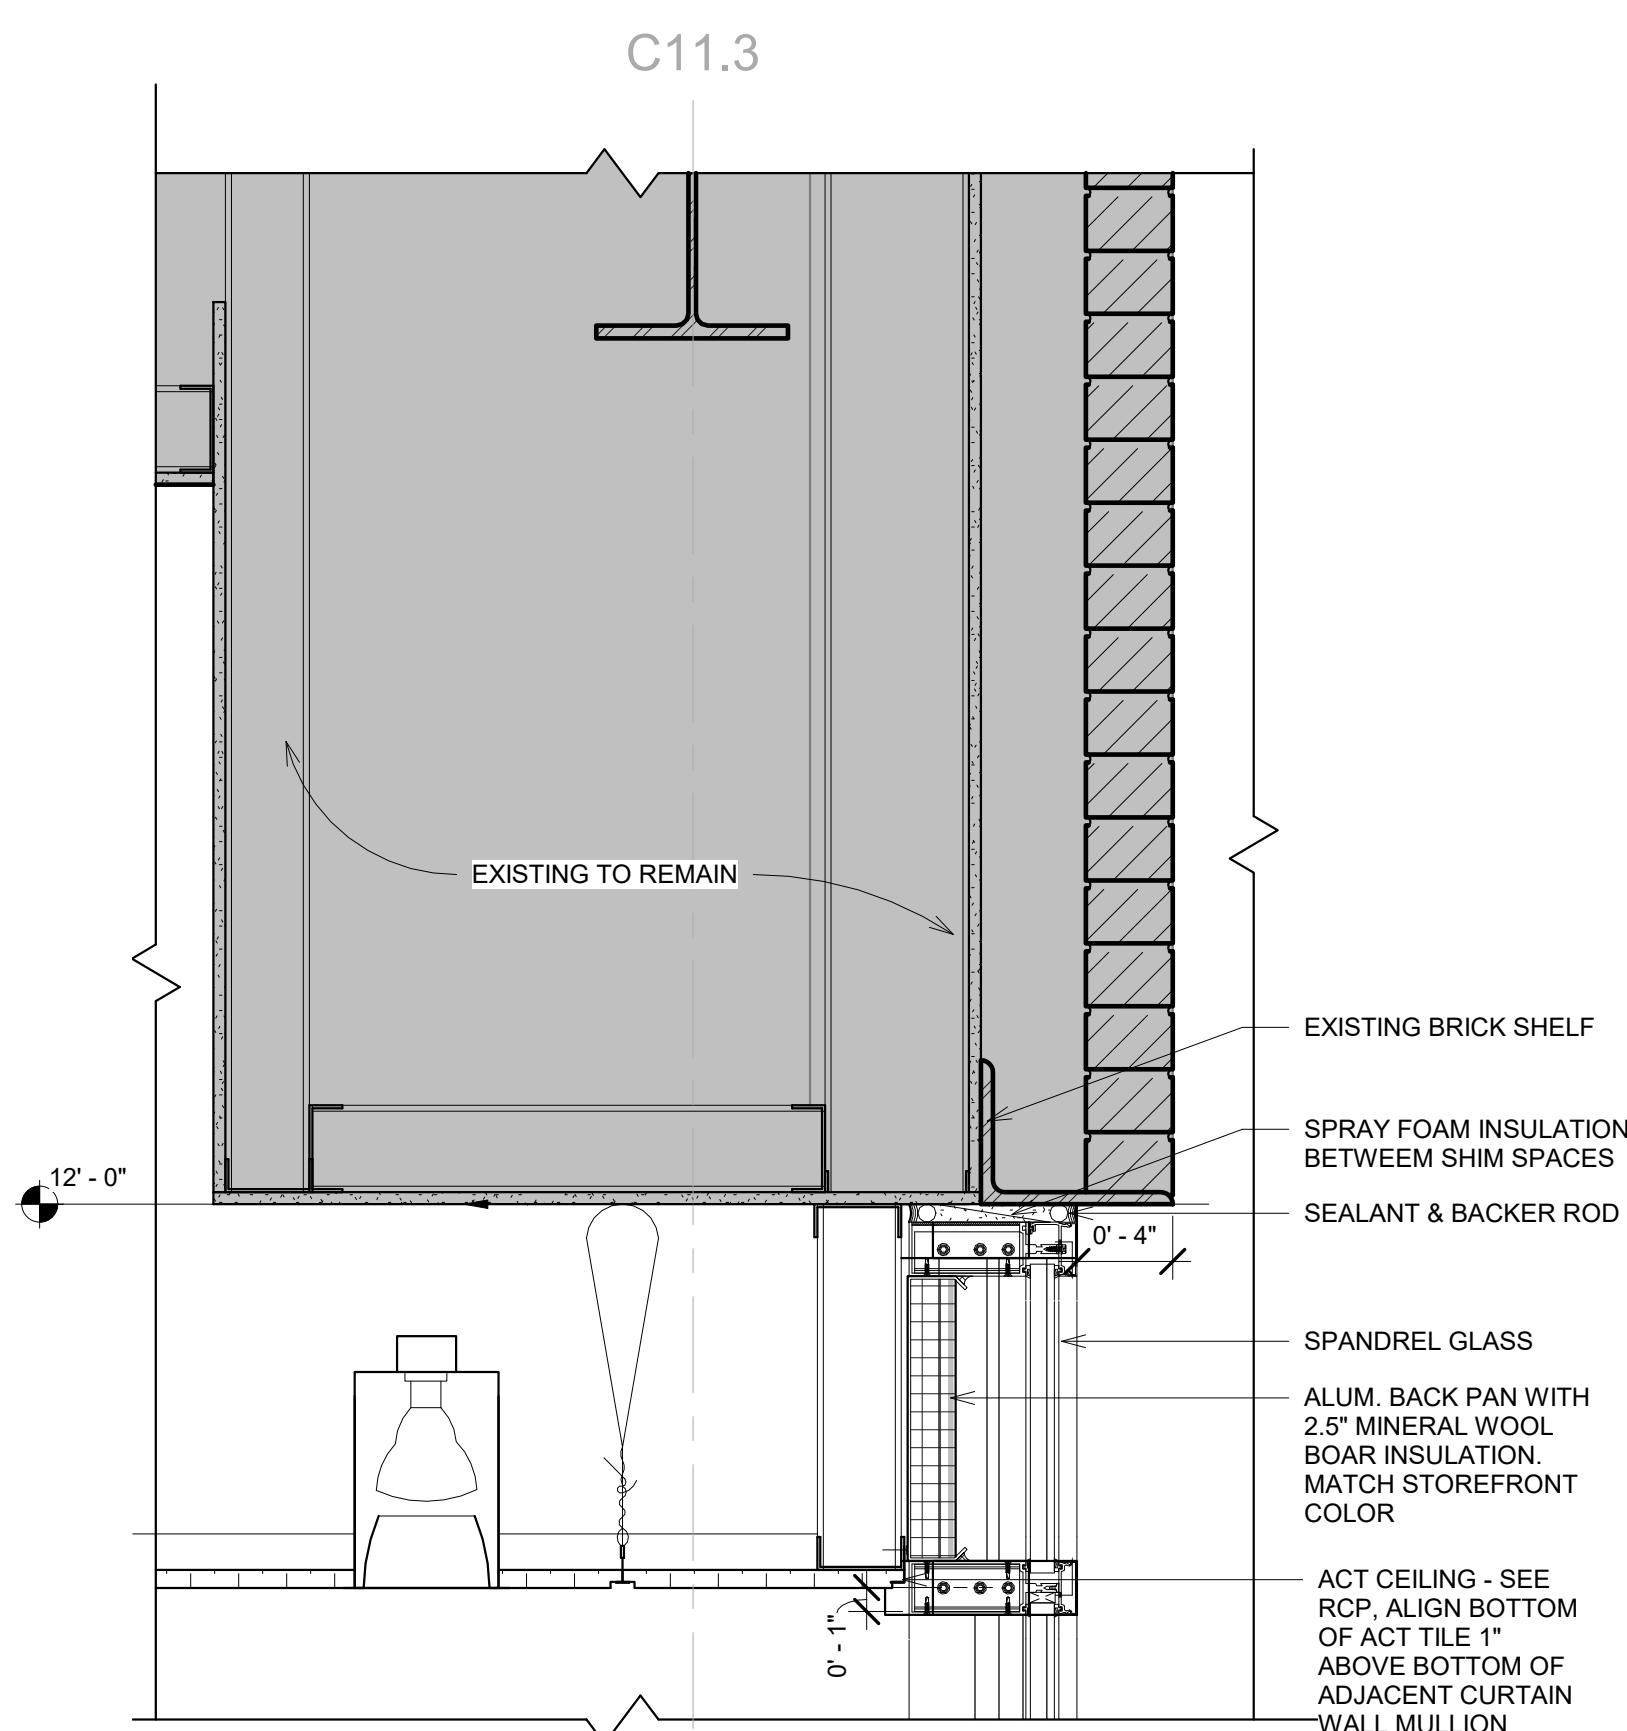 C11.3
EXISTING TO REMAIN
EXISTING BRICK SHELF
SPRAY FOAM INSULATION
BETWEEM SHIM SPACES
12' - 0"
SEALANT & BACKER ROD
0' - 4"
SPANDREL GLASS
ALUM. BACK PAN WITH
2.5" MINERAL WOOL
BOAR INSULATION.
MATCH STOREFRONT
COLOR
ACT CEILING - SEE
RCP, ALIGN BOTTOM
OF ACT TILE 1"
ABOVE BOTTOM OF
ADJACENT CURTAIN
WALL MULLION
0' - 1"